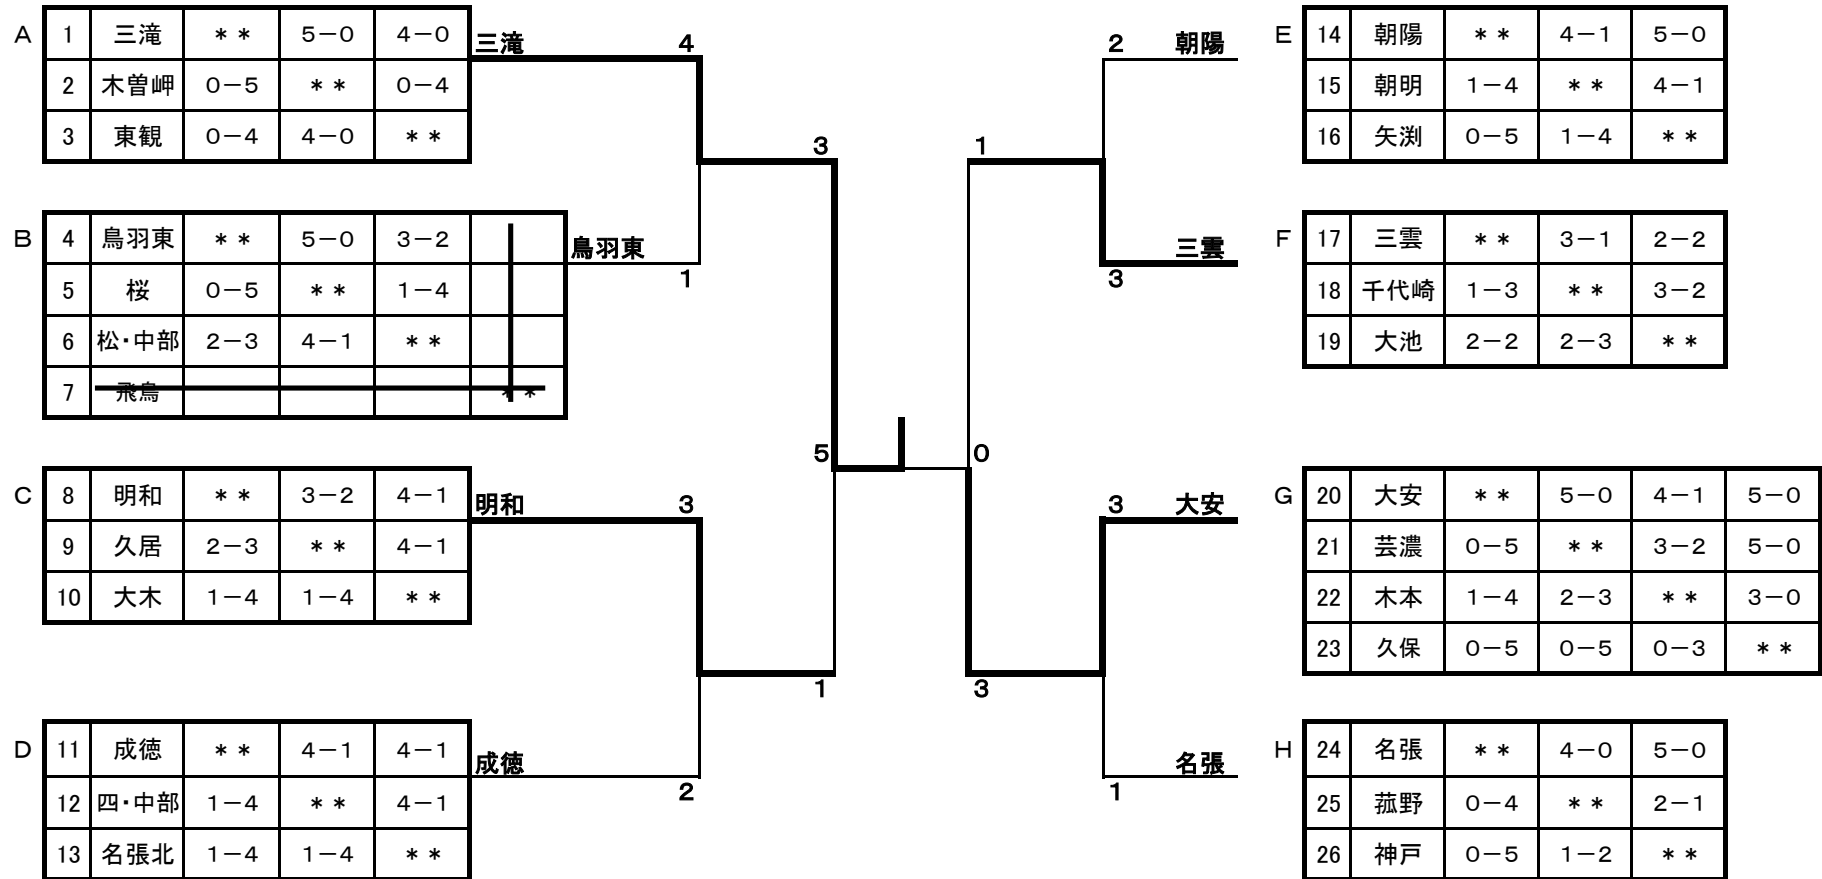 A 1 三滝 ＊＊ 5－0 4－0
2 木曽岬 0－5 ＊＊ 0－4
3 東観 0－4 4－0 ＊＊
B 4 鳥羽東 ＊＊ 5－0 3－2
5 桜 0－5 ＊＊ 1－4
6 松・中部 2－3 4－1 ＊＊
7 飛鳥 ＊＊
C 8 明和 ＊＊ 3－2 4－1
9 久居 2－3 ＊＊ 4－1
10 大木 1－4 1－4 ＊＊
D 11 成徳 ＊＊ 4－1 4－1
12 四・中部 1－4 ＊＊ 4－1
13 名張北 1－4 1－4 ＊＊
三滝 4
3
鳥羽東 1
5
明和 3
1
成徳 2
2 朝陽
1
3 三雲
0
3 大安
3
1 名張
E 14 朝陽 ＊＊ 4－1 5－0
15 朝明 1－4 ＊＊ 4－1
16 矢渕 0－5 1－4 ＊＊
F 17 三雲 ＊＊ 3－1 2－2
18 千代崎 1－3 ＊＊ 3－2
19 大池 2－2 2－3 ＊＊
G 20 大安 ＊＊ 5－0 4－1 5－0
21 芸濃 0－5 ＊＊ 3－2 5－0
22 木本 1－4 2－3 ＊＊ 3－0
23 久保 0－5 0－5 0－3 ＊＊
H 24 名張 ＊＊ 4－0 5－0
25 菰野 0－4 ＊＊ 2－1
26 神戸 0－5 1－2 ＊＊